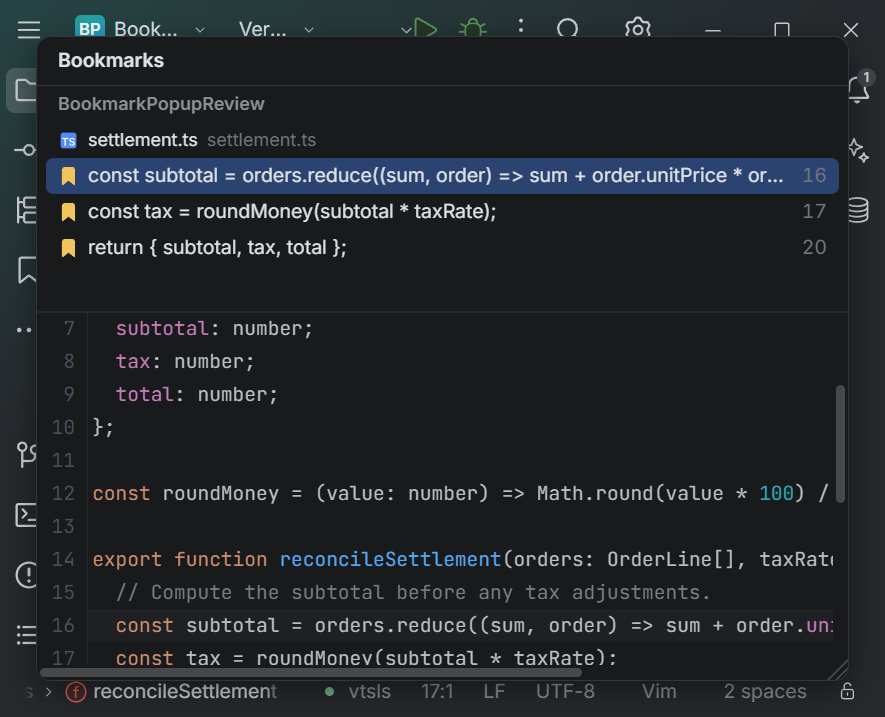 BP Book... Ver...
Bookmarks
1
BookmarkPopupReview
TS settlement.ts settlement.ts
const subtotal = orders.reduce((sum, order) => sum + order.unitPrice * or... 16
const tax = roundMoney(subtotal * taxRate); 17
return { subtotal, tax, total }; 20
7 subtotal: number;
8 tax: number;
9 total: number;
10 };
11
12 const roundMoney = (value: number) => Math.round(value * 100) /
13
14 export function reconcileSettlement(orders: OrderLine[], taxRate
15 // Compute the subtotal before any tax adjustments.
16 const subtotal = orders.reduce((sum, order) => sum + order.uni
17 const tax = roundMoney(subtotal * taxRate);
s > f reconcileSettlement vtsls 17:1 LF UTF-8 Vim 2 spaces